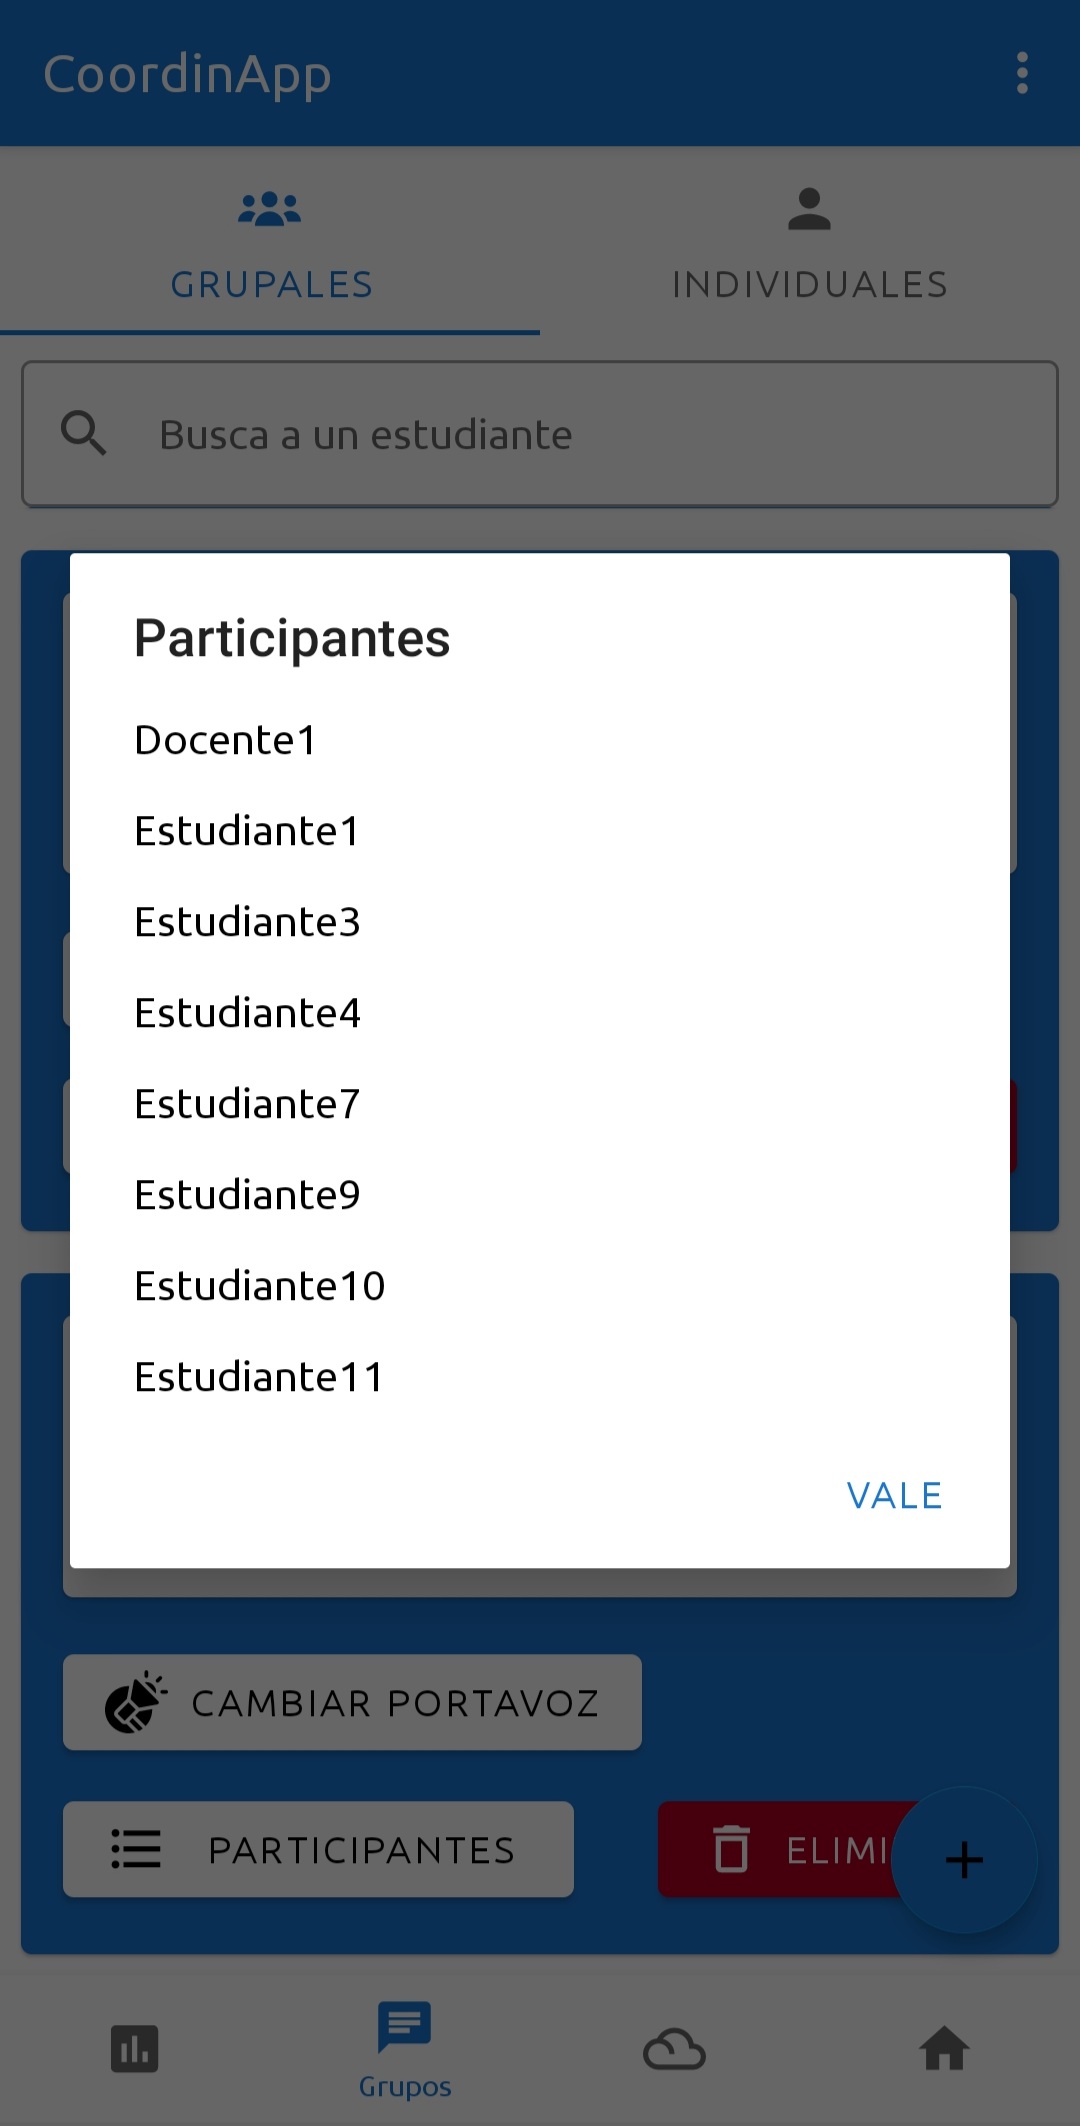 CoordinApp
GRUPALES
INDIVIDUALES
Busca a un estudiante
Participantes
Docente1
Estudiante1
Estudiante3
Estudiante4
Estudiante7
Estudiante9
Estudiante10
Estudiante11
VALE
CAMBIAR PORTAVOZ
PARTICIPANTES
ELIMI
Grupos